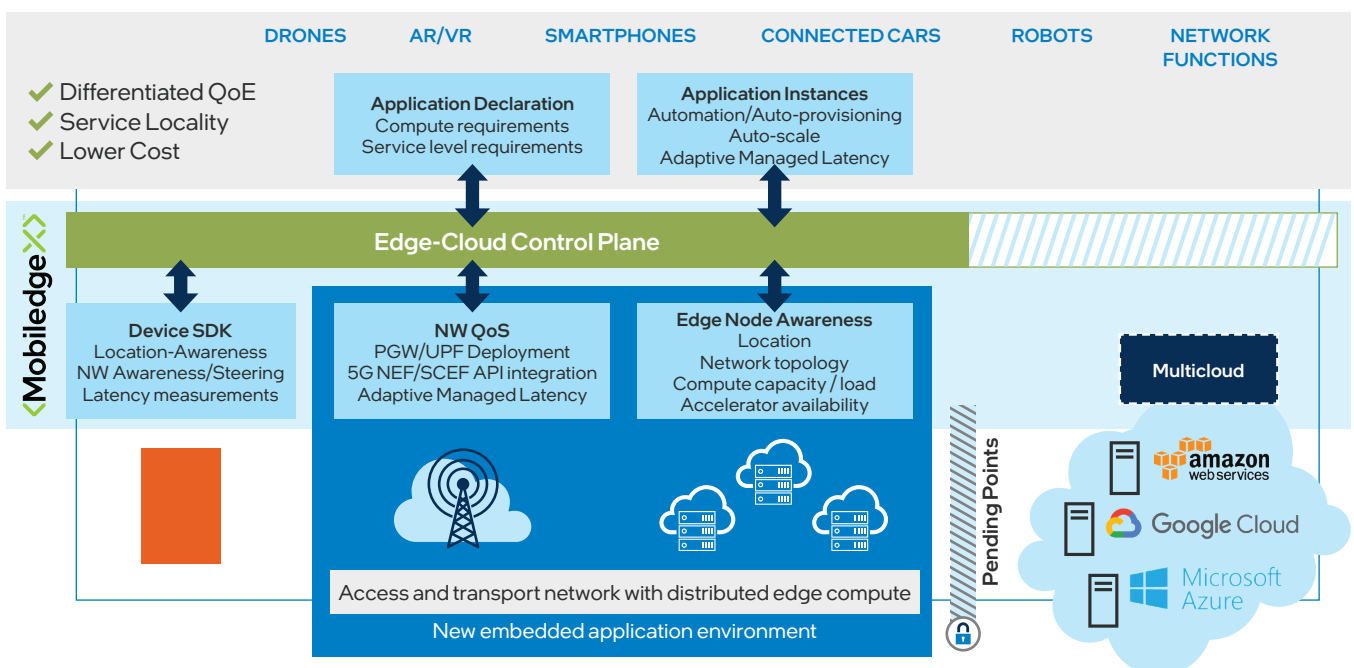 DRONES
AR/VR
SMARTPHONES
CONNECTED CARS
ROBOTS
NETWORK
FUNCTIONS
Differentiated QoE
Service Locality
Lower Cost
Application Declaration
Compute requirements
Service level requirements
Application Instances
Automation/Auto-provisioning
Auto-scale
Adaptive Managed Latency
MobiledgeX
Edge-Cloud Control Plane
Device SDK
Location-Awareness
NW Awareness/Steering
Latency measurements
NW QoS
PGW/UPF Deployment
5G NEF/SCEF API integration
Adaptive Managed Latency
Edge Node Awareness
Location
Network topology
Compute capacity / load
Accelerator availability
Multicloud
Pending Points
amazon
web services
Google Cloud
Microsoft
Azure
Access and transport network with distributed edge compute
New embedded application environment